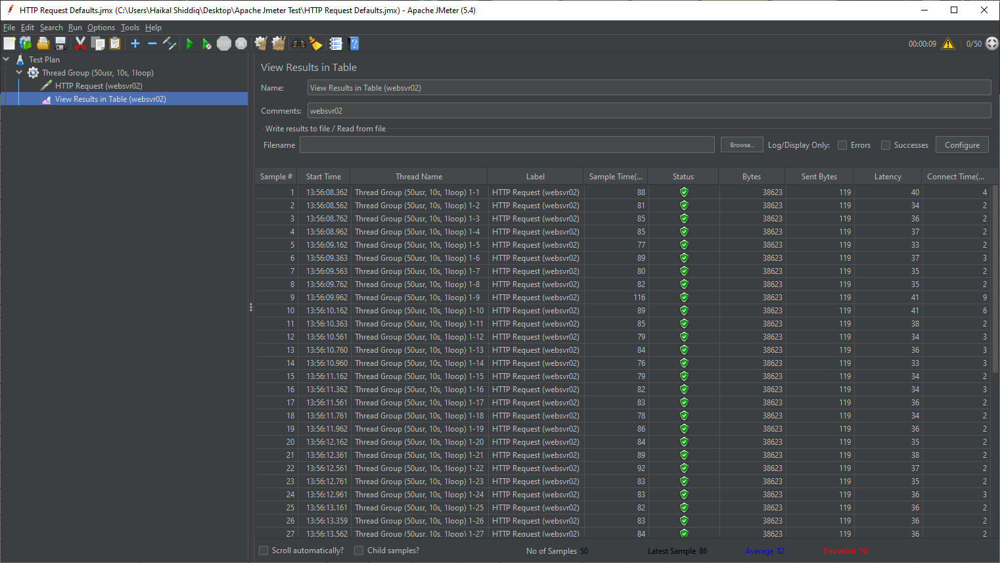 HTTP Request Defaults.jmx (C:\Users\Haikal Shiddiq\Desktop\Apache Jmeter Test\HTTP Request Defaults.jmx) - Apache JMeter (5.4)
File Edit Search Run Options Tools Help
00:00:09 1 0/50
Test Plan
Thread Group (50usr, 10s, 1loop)
HTTP Request (websvr02)
View Results in Table (websvr02)
View Results in Table
Name: View Results in Table (websvr02)
Comments: websvr02
Write results to file / Read from file
Filename Browse... Log/Display Only: Errors Successes Configure
Sample # Start Time Thread Name Label Sample Time(... Status Bytes Sent Bytes Latency Connect Time(...
1 13:56:08.362 Thread Group (50usr, 10s, 1loop) 1-1 HTTP Request (websvr02) 88 38623 119 40 4
2 13:56:08.562 Thread Group (50usr, 10s, 1loop) 1-2 HTTP Request (websvr02) 81 38623 119 34 2
3 13:56:08.762 Thread Group (50usr, 10s, 1loop) 1-3 HTTP Request (websvr02) 85 38623 119 36 2
4 13:56:08.962 Thread Group (50usr, 10s, 1loop) 1-4 HTTP Request (websvr02) 85 38623 119 37 2
5 13:56:09.162 Thread Group (50usr, 10s, 1loop) 1-5 HTTP Request (websvr02) 77 38623 119 33 2
6 13:56:09.363 Thread Group (50usr, 10s, 1loop) 1-6 HTTP Request (websvr02) 89 38623 119 37 3
7 13:56:09.563 Thread Group (50usr, 10s, 1loop) 1-7 HTTP Request (websvr02) 80 38623 119 35 2
8 13:56:09.762 Thread Group (50usr, 10s, 1loop) 1-8 HTTP Request (websvr02) 82 38623 119 35 2
9 13:56:09.962 Thread Group (50usr, 10s, 1loop) 1-9 HTTP Request (websvr02) 116 38623 119 41 9
10 13:56:10.162 Thread Group (50usr, 10s, 1loop) 1-10 HTTP Request (websvr02) 89 38623 119 41 6
11 13:56:10.363 Thread Group (50usr, 10s, 1loop) 1-11 HTTP Request (websvr02) 85 38623 119 38 2
12 13:56:10.561 Thread Group (50usr, 10s, 1loop) 1-12 HTTP Request (websvr02) 79 38623 119 34 3
13 13:56:10.760 Thread Group (50usr, 10s, 1loop) 1-13 HTTP Request (websvr02) 84 38623 119 36 3
14 13:56:10.960 Thread Group (50usr, 10s, 1loop) 1-14 HTTP Request (websvr02) 76 38623 119 33 3
15 13:56:11.162 Thread Group (50usr, 10s, 1loop) 1-15 HTTP Request (websvr02) 79 38623 119 34 2
16 13:56:11.362 Thread Group (50usr, 10s, 1loop) 1-16 HTTP Request (websvr02) 82 38623 119 34 3
17 13:56:11.561 Thread Group (50usr, 10s, 1loop) 1-17 HTTP Request (websvr02) 83 38623 119 36 2
18 13:56:11.761 Thread Group (50usr, 10s, 1loop) 1-18 HTTP Request (websvr02) 78 38623 119 34 2
19 13:56:11.962 Thread Group (50usr, 10s, 1loop) 1-19 HTTP Request (websvr02) 86 38623 119 36 2
20 13:56:12.162 Thread Group (50usr, 10s, 1loop) 1-20 HTTP Request (websvr02) 84 38623 119 35 2
21 13:56:12.361 Thread Group (50usr, 10s, 1loop) 1-21 HTTP Request (websvr02) 89 38623 119 38 2
22 13:56:12.561 Thread Group (50usr, 10s, 1loop) 1-22 HTTP Request (websvr02) 92 38623 119 37 2
23 13:56:12.761 Thread Group (50usr, 10s, 1loop) 1-23 HTTP Request (websvr02) 83 38623 119 35 2
24 13:56:12.961 Thread Group (50usr, 10s, 1loop) 1-24 HTTP Request (websvr02) 83 38623 119 36 3
25 13:56:13.161 Thread Group (50usr, 10s, 1loop) 1-25 HTTP Request (websvr02) 82 38623 119 36 2
26 13:56:13.359 Thread Group (50usr, 10s, 1loop) 1-26 HTTP Request (websvr02) 83 38623 119 36 2
27 13:56:13.562 Thread Group (50usr, 10s, 1loop) 1-27 HTTP Request (websvr02) 84 38623 119 36 2
Scroll automatically? Child samples? No of Samples 50 Latest Sample 86 Average 82 Deviation 10